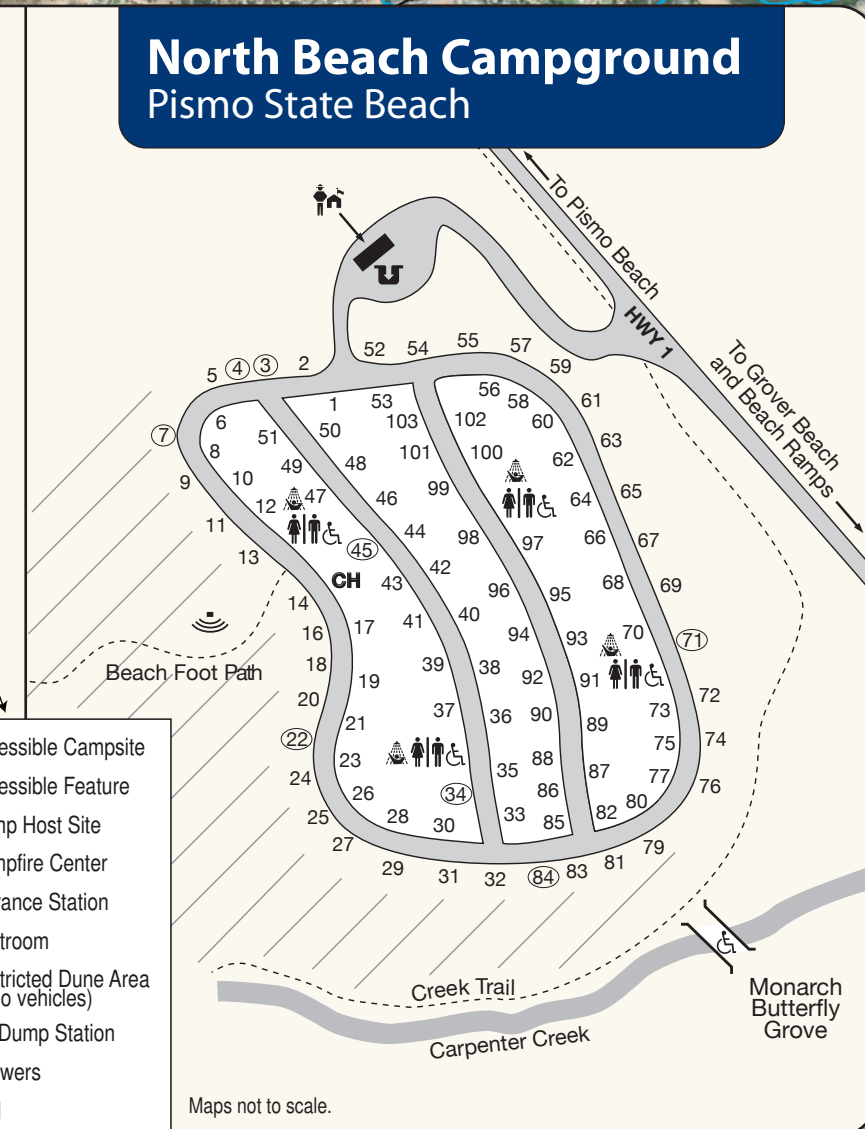 North Beach Campground
Pismo State Beach
To Pismo Beach
HWY 1
To Grover Beach
and Beach Ramps
52 54 55 57
59
5 4 3 2
61
1 53 56 58
7 6 51 50 103 102 60
63
8 49 48 101 100 62
9 10 47 46 99 64 65
12
11 45 44 98 97 66 67
13 CH 43 42 96 95 68 69
14 17 41 40 94 93 70 71
16
18 19 39 38 92 91
Beach Foot Path
20 21 37 36 90 89 73 72
22 23 88 75 74
24 26 34 35 86 87 77 76
25 28 30 33 85 82 80
27 29 31 32 84 83 81 79
essible Campsite
essible Feature
mp Host Site
mpfire Center
rance Station
troom
tricted Dune Area
o vehicles)
Dump Station
wers
Creek Trail
Carpenter Creek
Monarch
Butterfly
Grove
Maps not to scale.